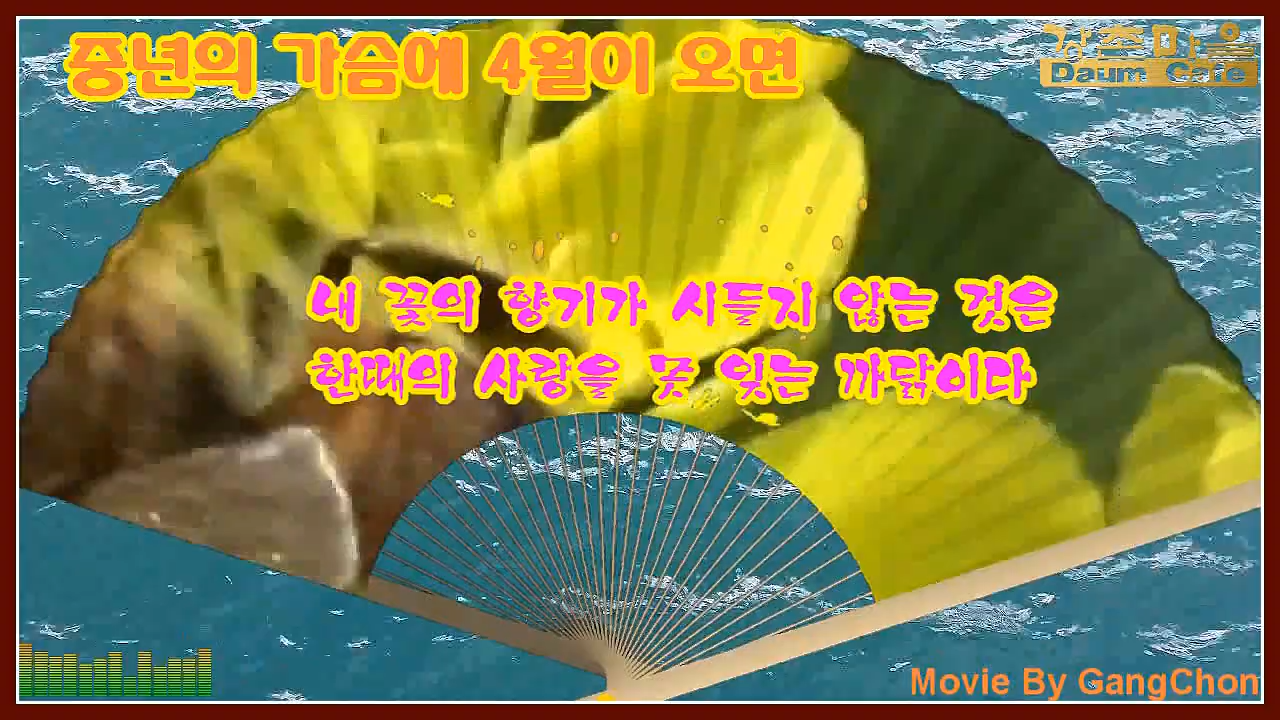 중년의 가슴에 4월이 오면
강촌마을
Daum Cafe
내 꽃의 향기가 시들지 않는 것은
한때의 사랑을 못 잊는 까닭이다
Movie By GangChon